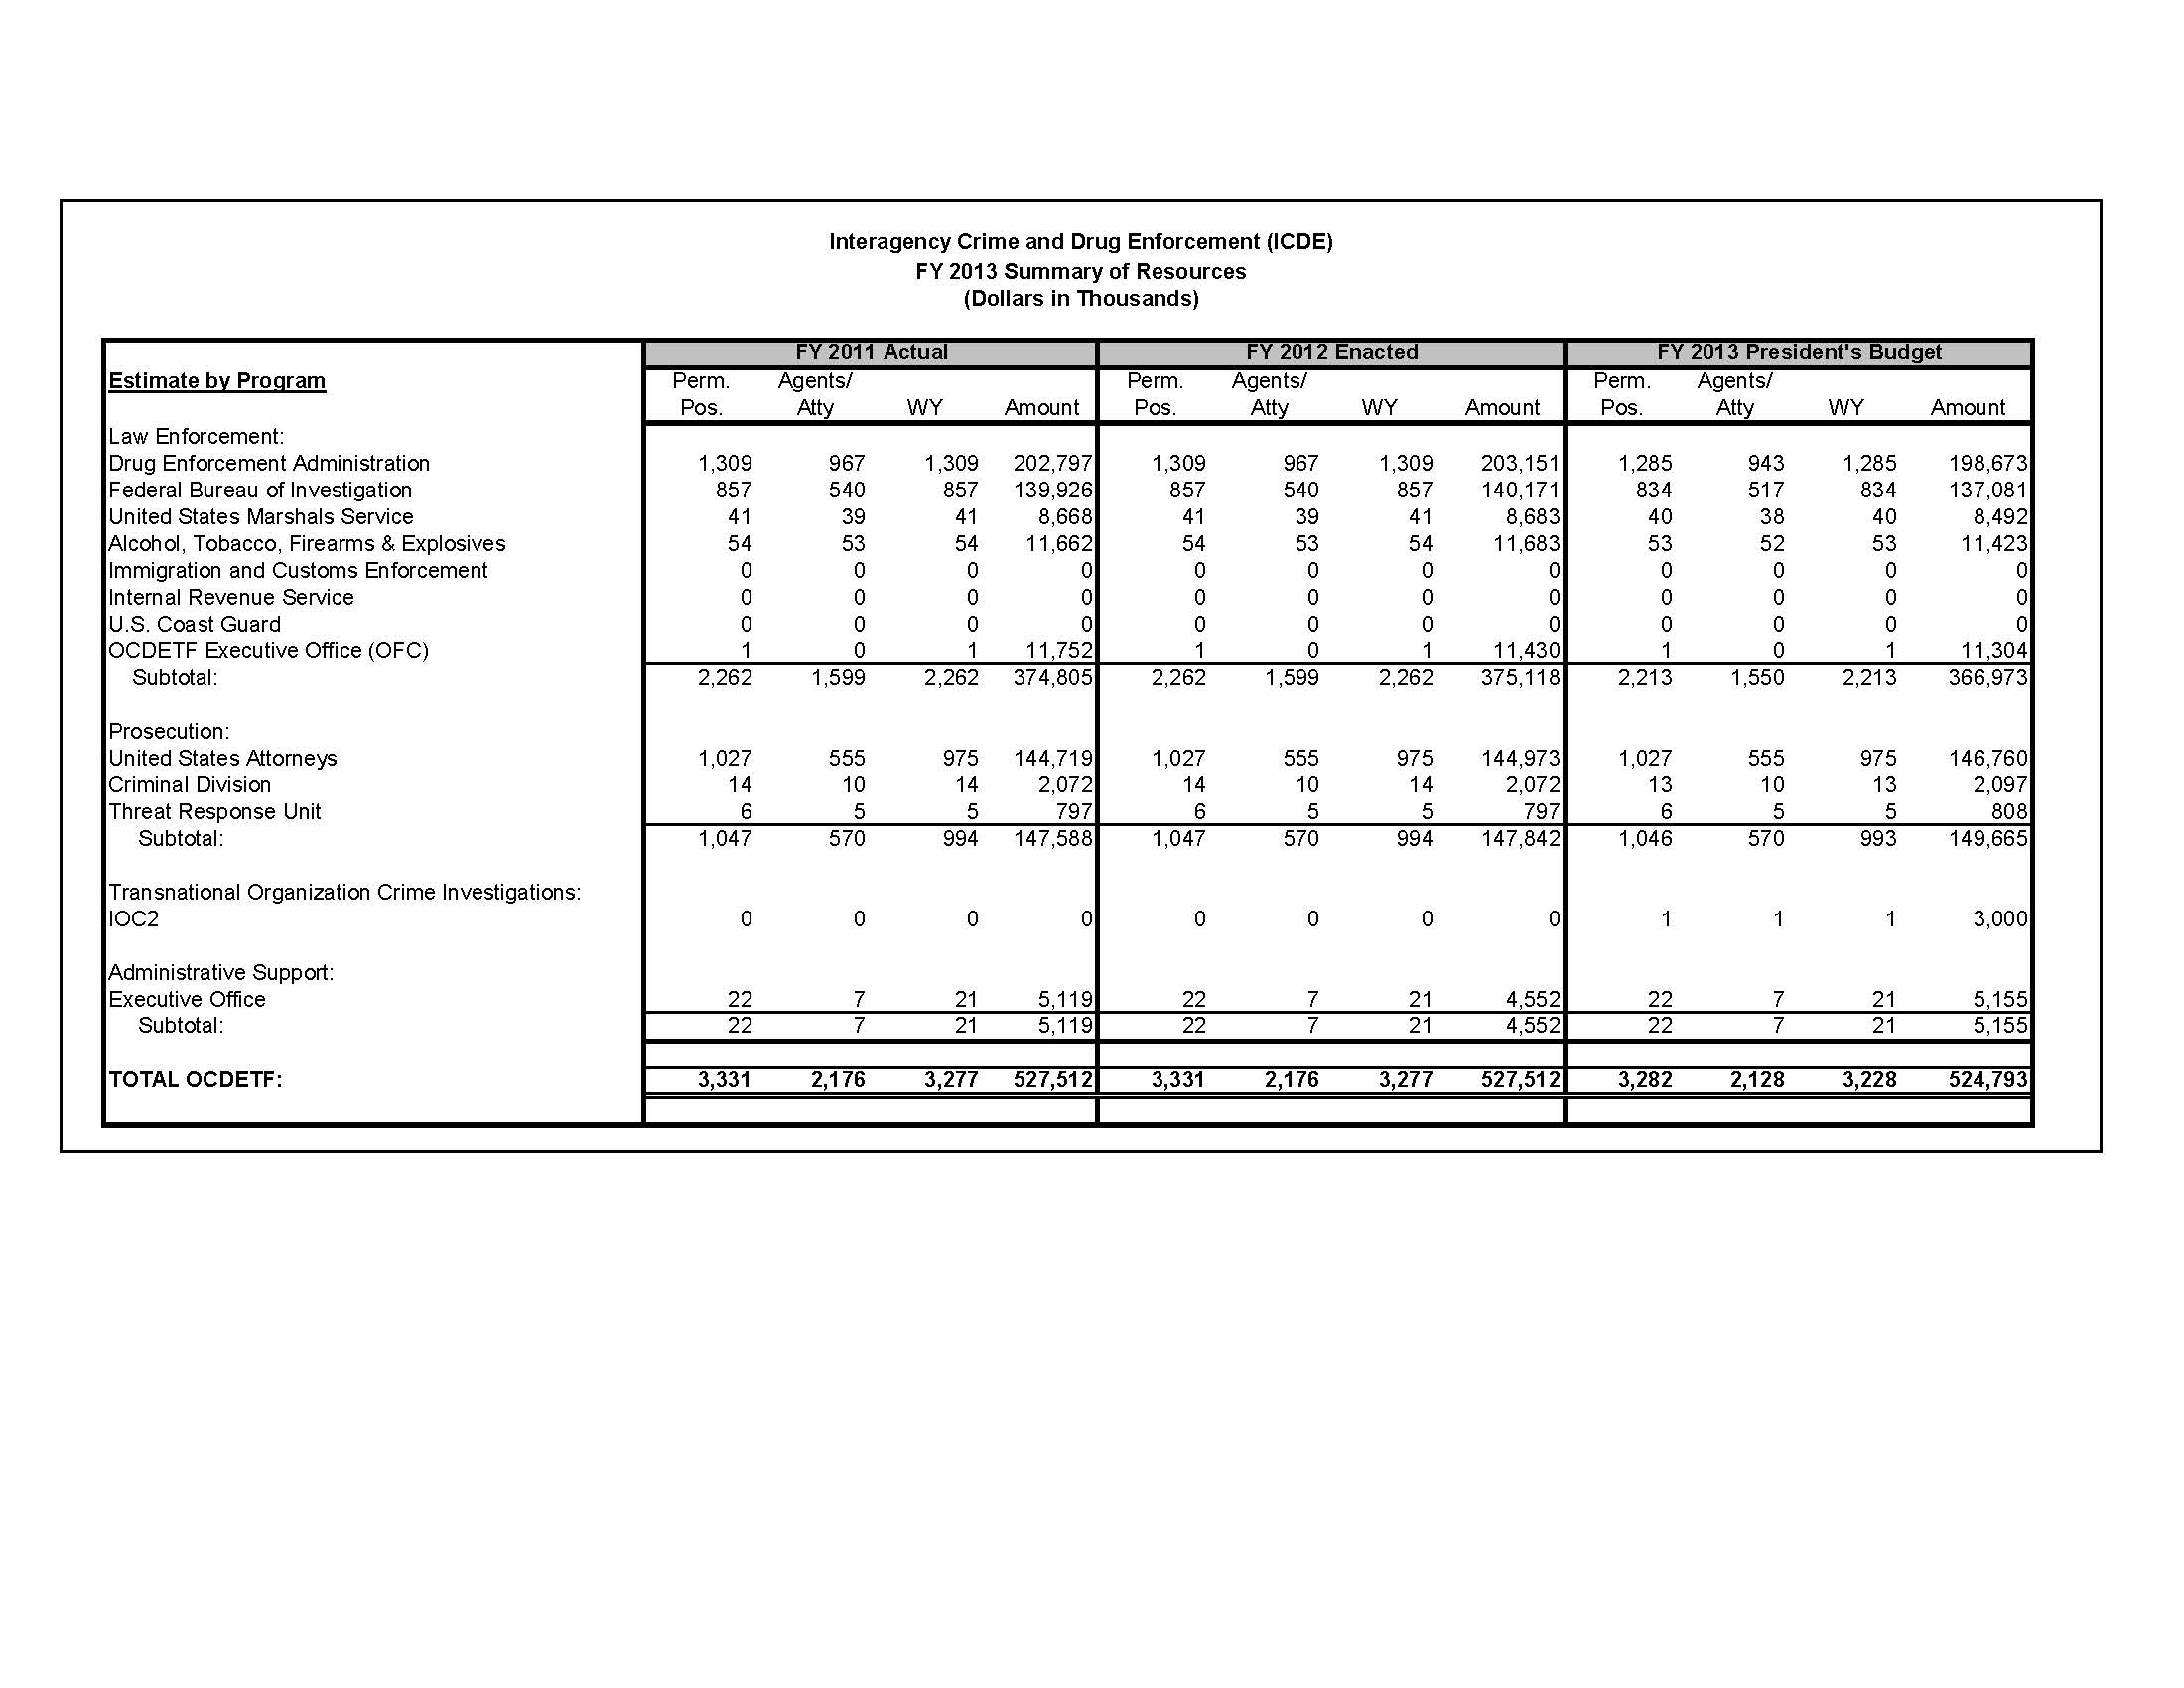 Interagency Crime and Drug Enforcement (ICDE)
FY 2013 Summary of Resources
(Dollars in Thousands)
FY 2011 Actual FY 2012 Enacted FY 2013 President's Budget
Estimate by Program Perm. Agents/ Perm. Agents/ Perm. Agents/
Pos. Atty WY Amount Pos. Atty WY Amount Pos. Atty WY Amount
Law Enforcement:
Drug Enforcement Administration 1,309 967 1,309 202,797 1,309 967 1,309 203,151 1,285 943 1,285 198,673
Federal Bureau of Investigation 857 540 857 139,926 857 540 857 140,171 834 517 834 137,081
United States Marshals Service 41 39 41 8,668 41 39 41 8,683 40 38 40 8,492
Alcohol, Tobacco, Firearms & Explosives 54 53 54 11,662 54 53 54 11,683 53 52 53 11,423
Immigration and Customs Enforcement 0 0 0 0 0 0 0 0 0 0 0 0
Internal Revenue Service 0 0 0 0 0 0 0 0 0 0 0 0
U.S. Coast Guard 0 0 0 0 0 0 0 0 0 0 0 0
OCDETF Executive Office (OFC) 1 0 1 11,752 1 0 1 11,430 1 0 1 11,304
Subtotal: 2,262 1,599 2,262 374,805 2,262 1,599 2,262 375,118 2,213 1,550 2,213 366,973
Prosecution:
United States Attorneys 1,027 555 975 144,719 1,027 555 975 144,973 1,027 555 975 146,760
Criminal Division 14 10 14 2,072 14 10 14 2,072 13 10 13 2,097
Threat Response Unit 6 5 5 797 6 5 5 797 6 5 5 808
Subtotal: 1,047 570 994 147,588 1,047 570 994 147,842 1,046 570 993 149,665
Transnational Organization Crime Investigations:
IOC2 0 0 0 0 0 0 0 0 1 1 1 3,000
Administrative Support:
Executive Office 22 7 21 5,119 22 7 21 4,552 22 7 21 5,155
Subtotal: 22 7 21 5,119 22 7 21 4,552 22 7 21 5,155
TOTAL OCDETF: 3,331 2,176 3,277 527,512 3,331 2,176 3,277 527,512 3,282 2,128 3,228 524,793